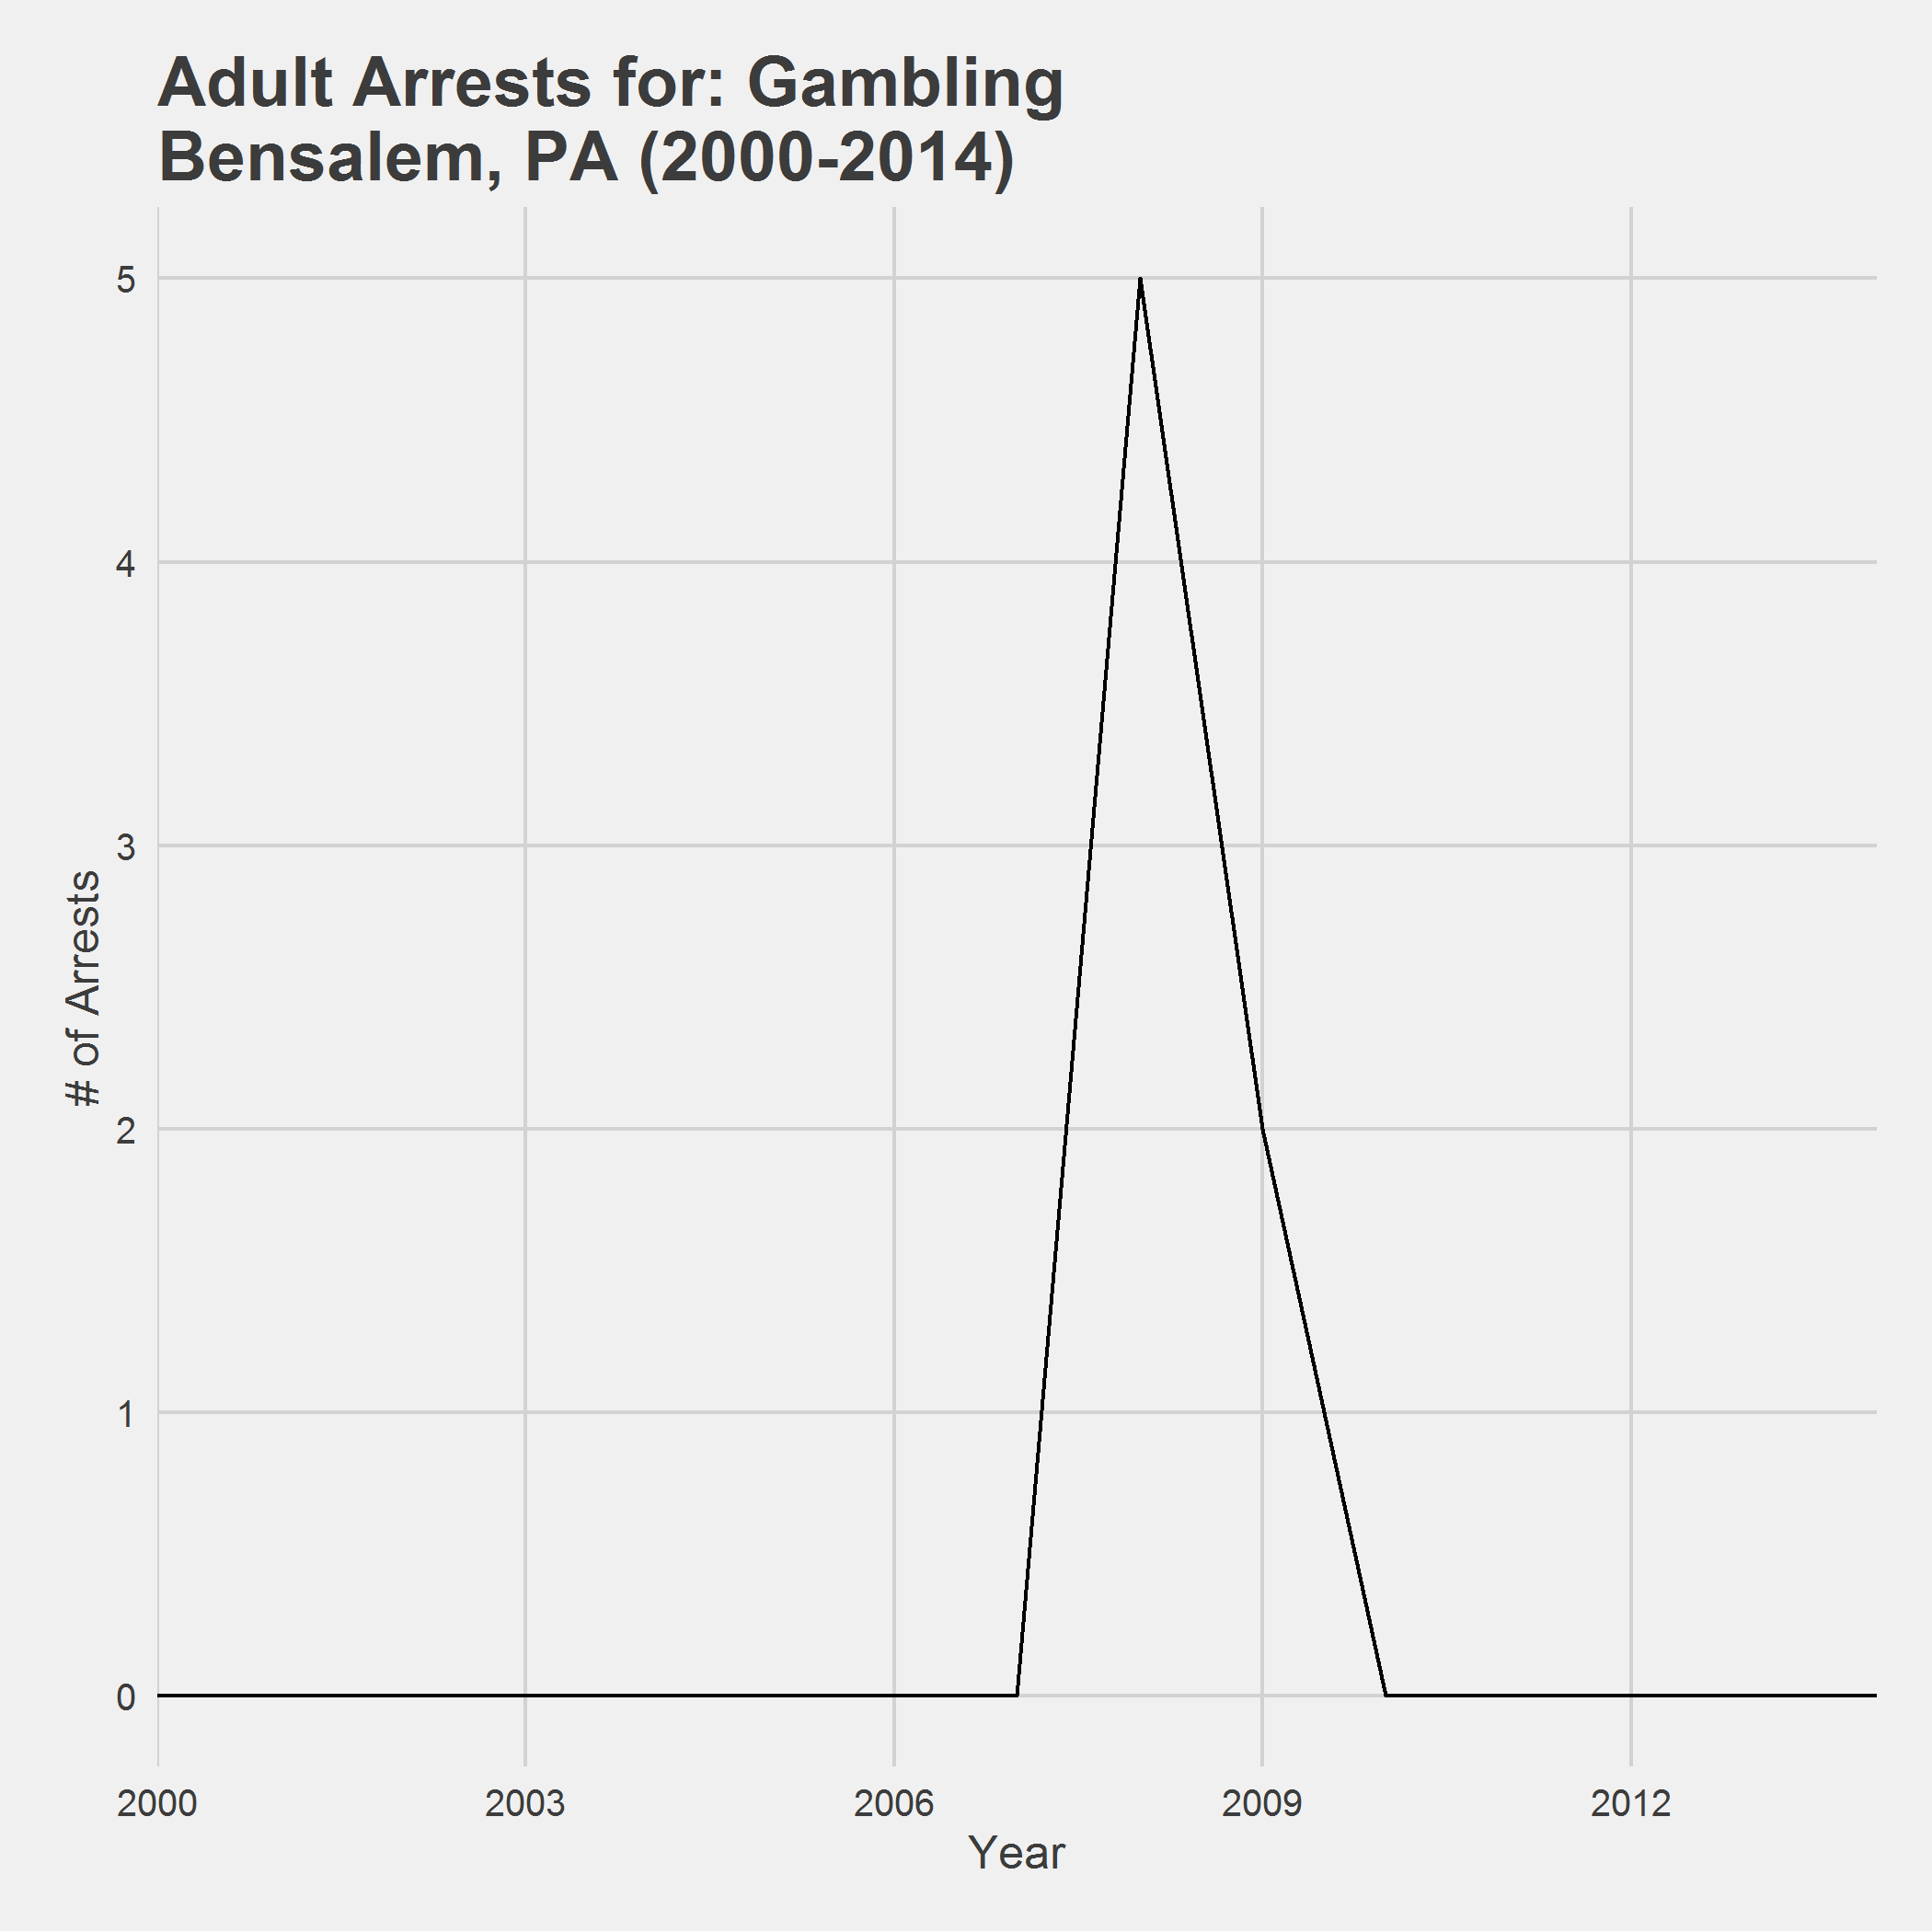 Adult Arrests for: Gambling
Bensalem, PA (2000-2014)
5
4
3
2
1
0
# of Arrests
2000 2003 2006 2009 2012
Year